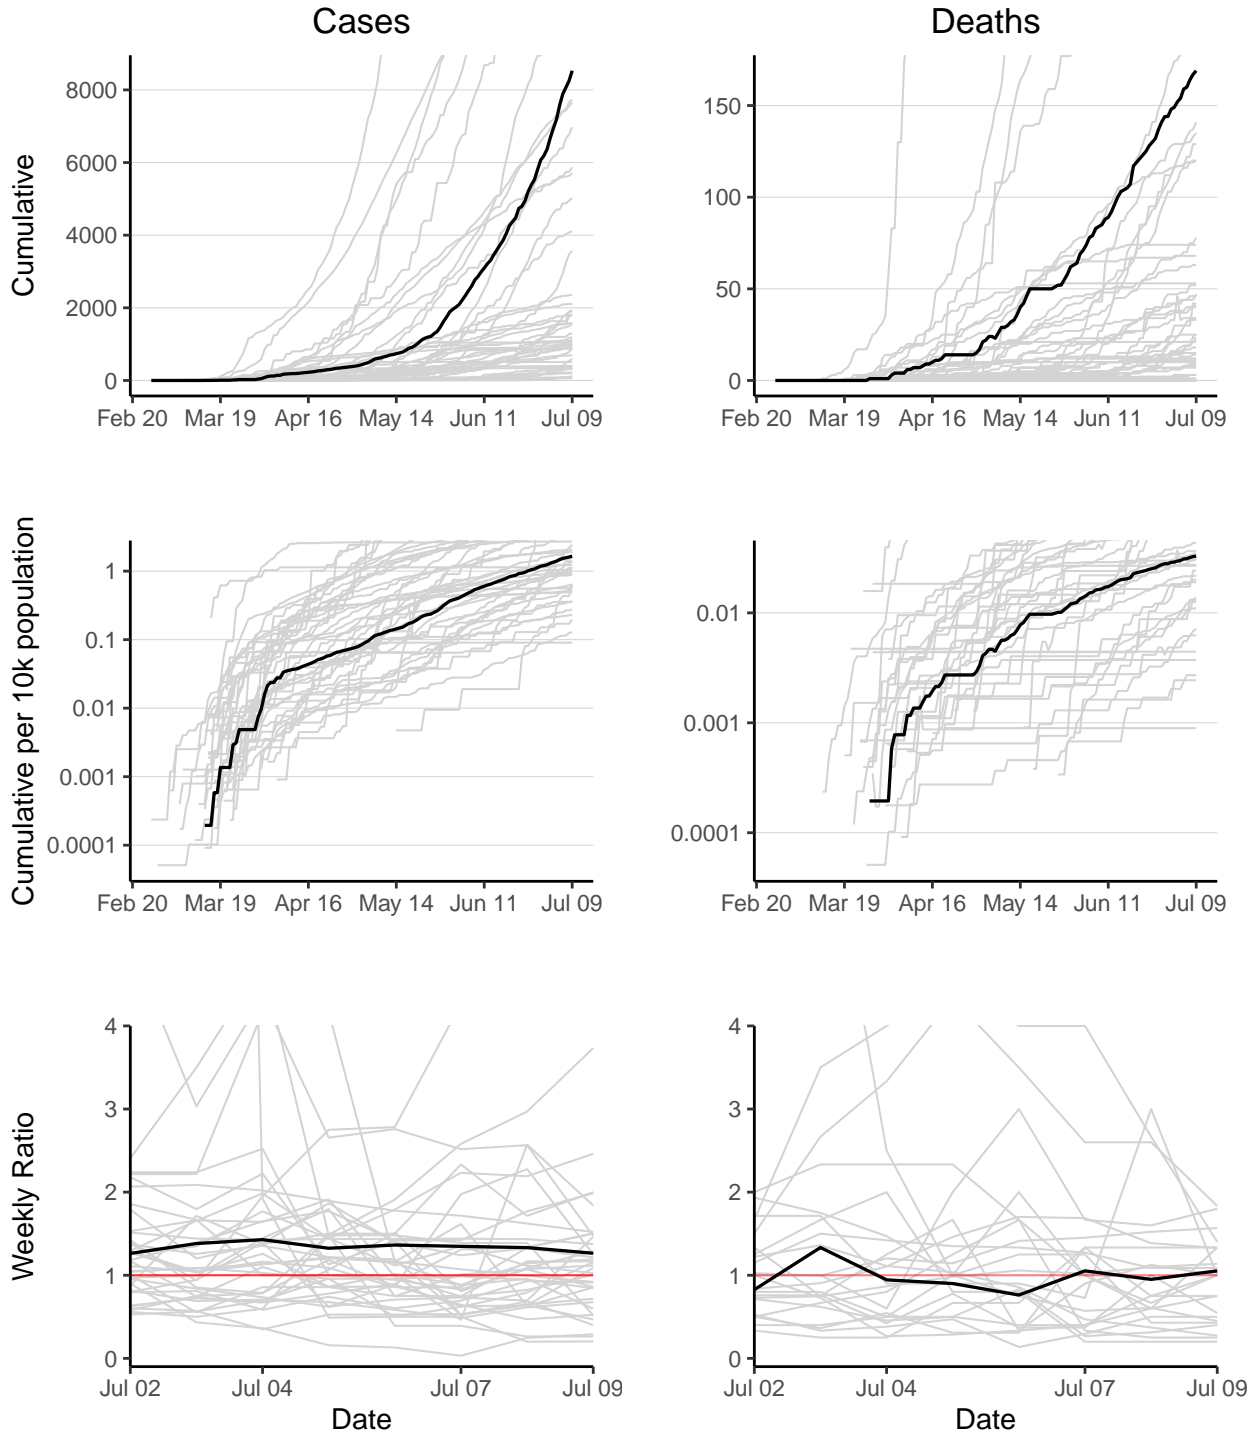 Cases
Deaths
Cumulative
8000
6000
4000
2000
0
Feb 20 Mar 19 Apr 16 May 14 Jun 11 Jul 09
150
100
50
0
Feb 20 Mar 19 Apr 16 May 14 Jun 11 Jul 09
Cumulative per 10k population
1
0.1
0.01
0.001
0.0001
Feb 20 Mar 19 Apr 16 May 14 Jun 11 Jul 09
0.01
0.001
0.0001
Feb 20 Mar 19 Apr 16 May 14 Jun 11 Jul 09
Weekly Ratio
4
3
2
1
0
Jul 02 Jul 04 Jul 07 Jul 09
Date
4
3
2
1
0
Jul 02 Jul 04 Jul 07 Jul 09
Date